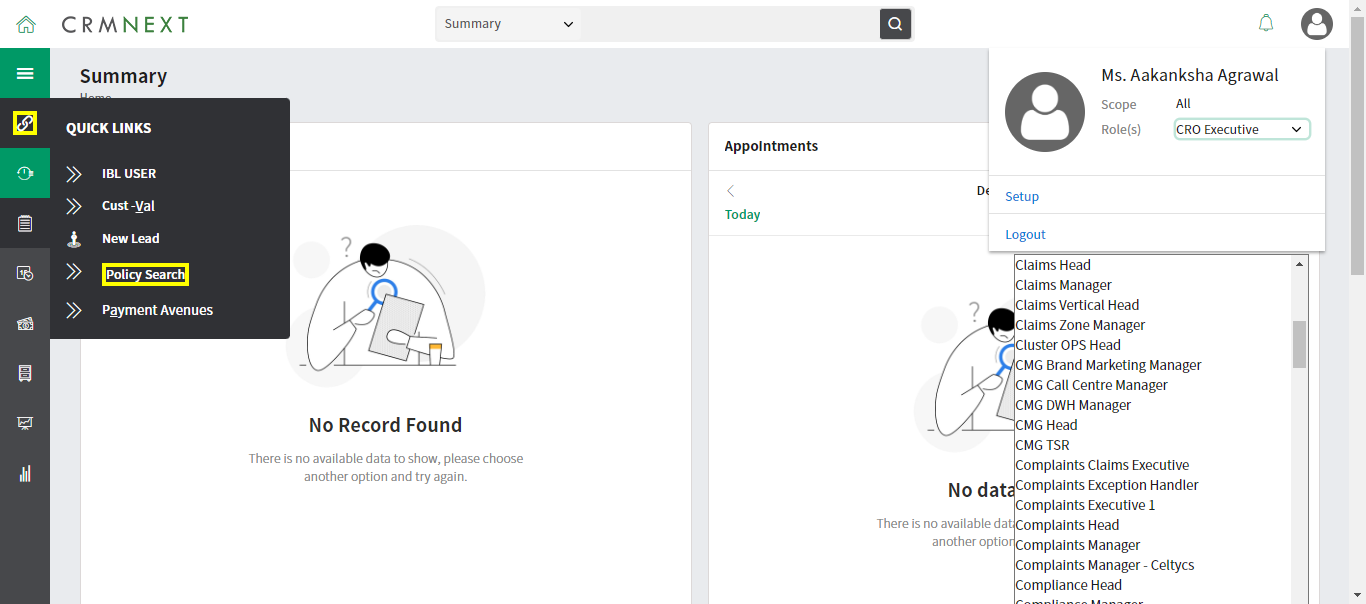 CRMNEXT
Summary
Summary
Home
QUICK LINKS
IBL USER
Cust -Val
New Lead
Policy Search
Payment Avenues
No Record Found
There is no available data to show, please choose
another option and try again.
Appointments
Today
No data
There is no available data
another option
Ms. Aakanksha Agrawal
Scope All
Role(s) CRO Executive
Setup
Logout
Claims Head
Claims Manager
Claims Vertical Head
Claims Zone Manager
Cluster OPS Head
CMG Brand Marketing Manager
CMG Call Centre Manager
CMG DWH Manager
CMG Head
CMG TSR
Complaints Claims Executive
Complaints Exception Handler
Complaints Executive 1
Complaints Head
Complaints Manager
Complaints Manager - Celtycs
Compliance Head
Compliance Manager